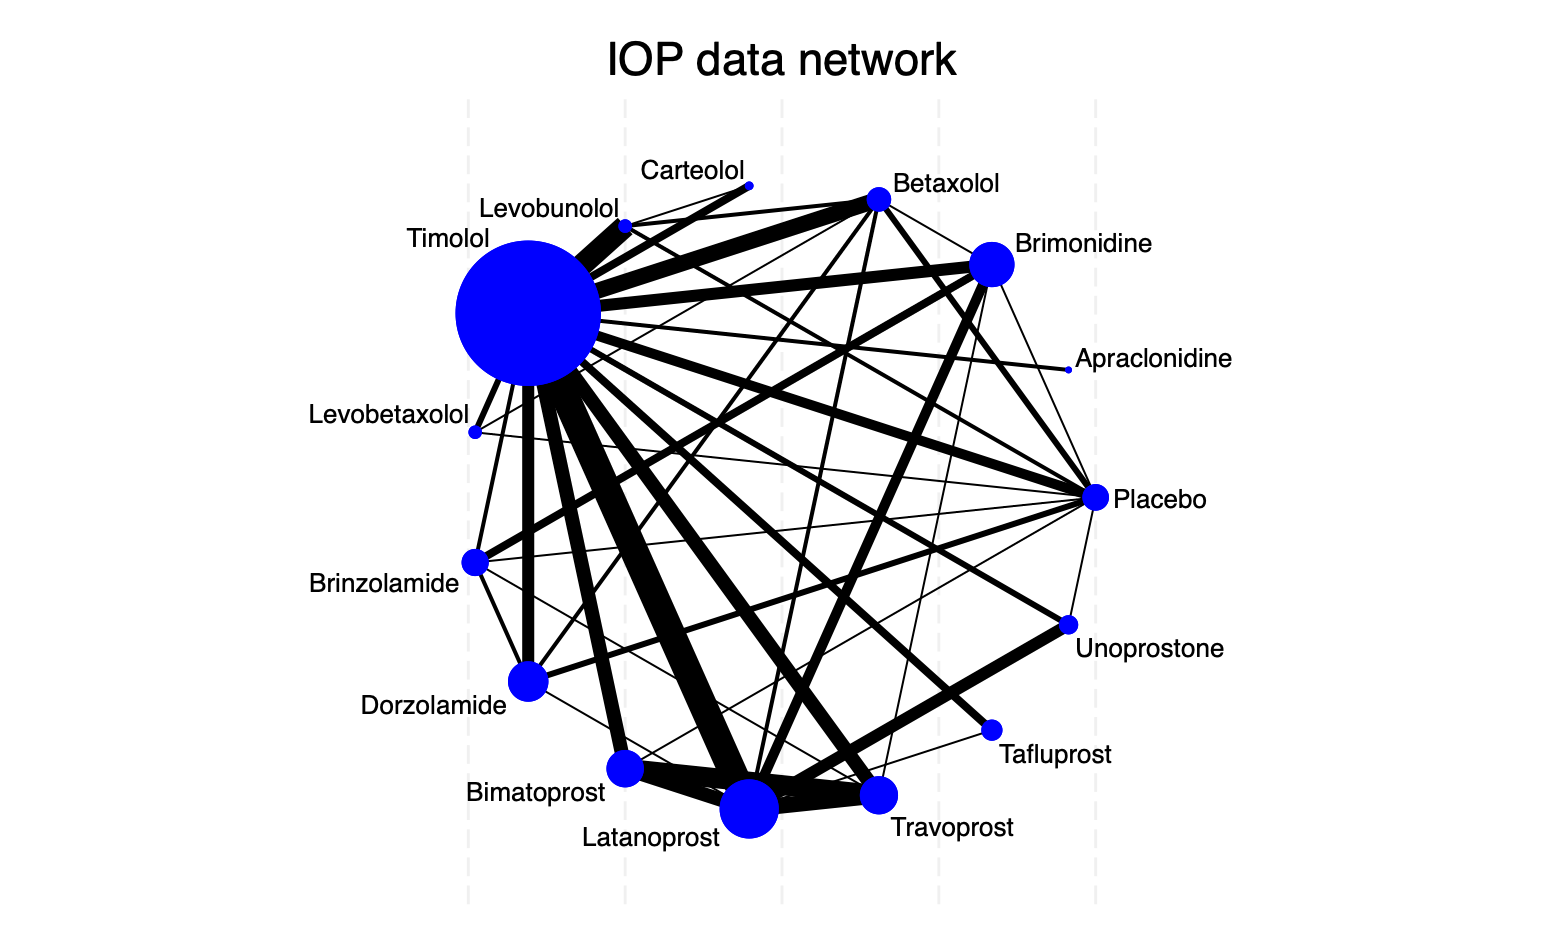 IOP data network
Carteolol
Betaxolol
Levobunolol
Timolol
Brimonidine
Apraclonidine
Levobetaxolol
Placebo
Brinzolamide
Unoprostone
Dorzolamide
Tafluprost
Bimatoprost
Travoprost
Latanoprost